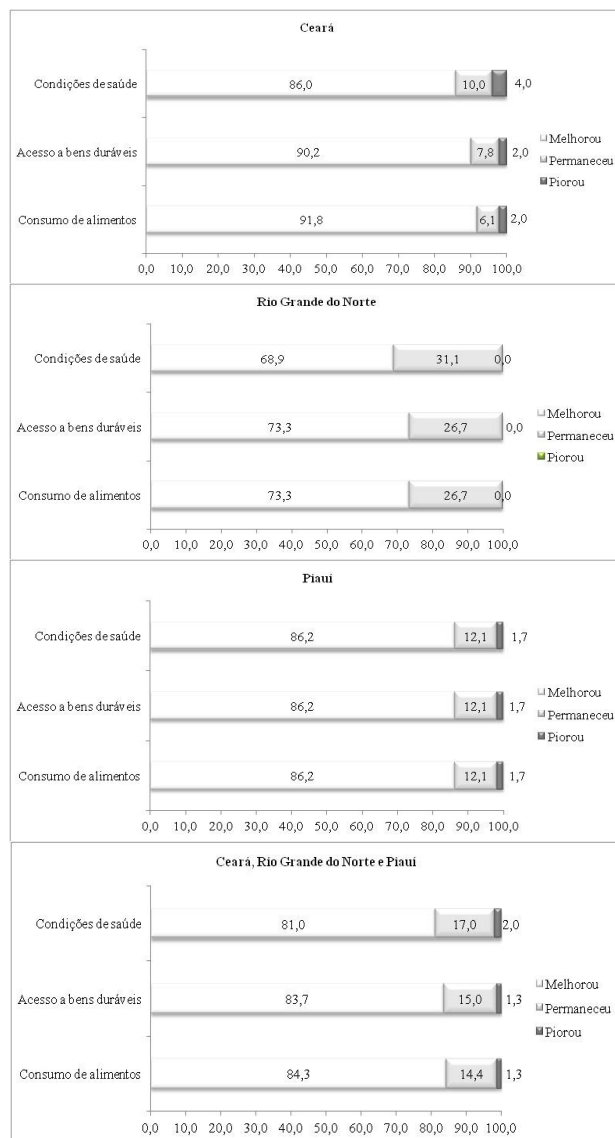 Ceará
Condições de saúde 86,0 10,0 4,0
Acesso a bens duráveis 90,2 7,8 2,0
Consumo de alimentos 91,8 6,1 2,0
Melhorou
Permaneceu
Piorou
0,0 10,0 20,0 30,0 40,0 50,0 60,0 70,0 80,0 90,0 100,0
Rio Grande do Norte
Condições de saúde 68,9 31,1 0,0
Acesso a bens duráveis 73,3 26,7 0,0
Consumo de alimentos 73,3 26,7 0,0
Melhorou
Permaneceu
Piorou
0,0 10,0 20,0 30,0 40,0 50,0 60,0 70,0 80,0 90,0 100,0
Piauí
Condições de saúde 86,2 12,1 1,7
Acesso a bens duráveis 86,2 12,1 1,7
Consumo de alimentos 86,2 12,1 1,7
Melhorou
Permaneceu
Piorou
0,0 10,0 20,0 30,0 40,0 50,0 60,0 70,0 80,0 90,0 100,0
Ceará, Rio Grande do Norte e Piauí
Condições de saúde 81,0 17,0 2,0
Acesso a bens duráveis 83,7 15,0 1,3
Consumo de alimentos 84,3 14,4 1,3
Melhorou
Permaneceu
Piorou
0,0 10,0 20,0 30,0 40,0 50,0 60,0 70,0 80,0 90,0 100,0